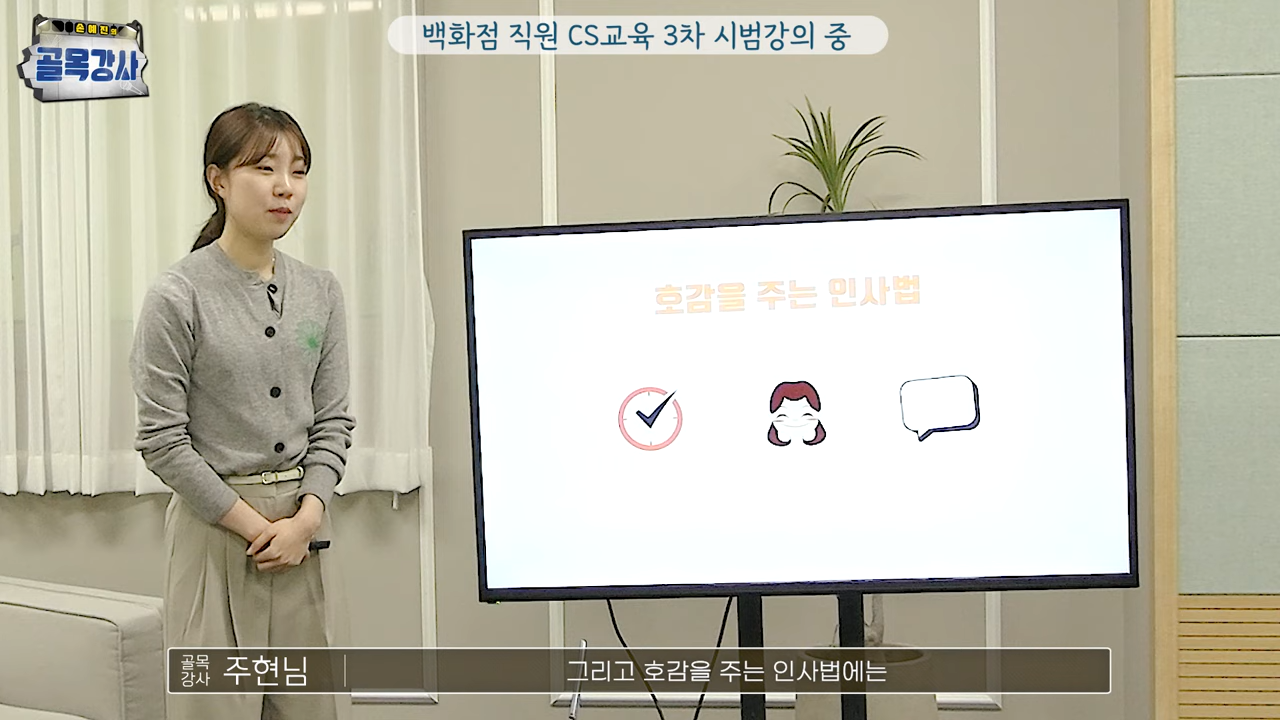 손혜진의
골목강사
백화점 직원 CS교육 3차 시범강의 중
호감을 주는 인사법
골목
강사
주현님
그리고 호감을 주는 인사법에는